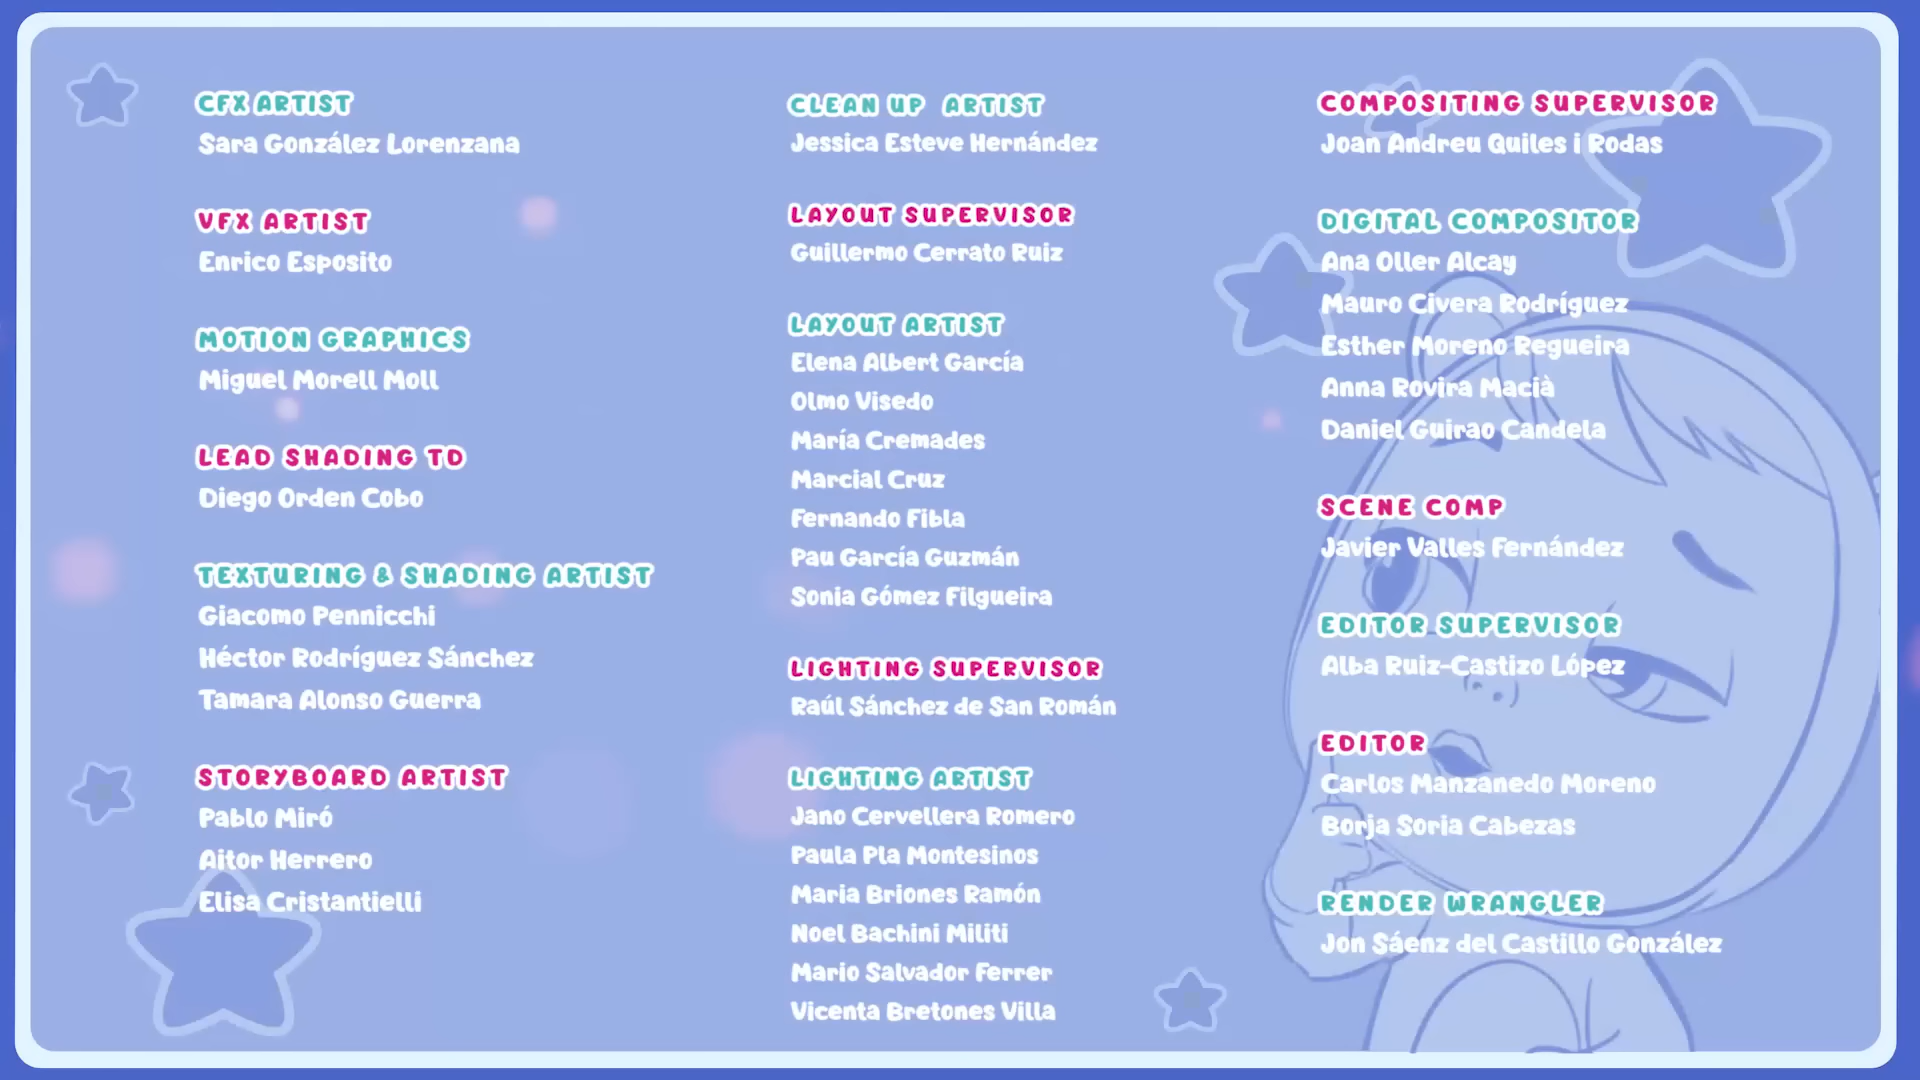 CFX ARTIST
Sara González Lorenzana
VFX ARTIST
Enrico Esposito
MOTION GRAPHICS
Miguel Morell Moll
LEAD SHADING TD
Diego Orden Cobo
TEXTURING & SHADING ARTIST
Giacomo Pennicchi
Héctor Rodríguez Sánchez
Tamara Alonso Guerra
STORYBOARD ARTIST
Pablo Miró
Aitor Herrero
Elisa Cristantielli
CLEAN UP ARTIST
Jessica Esteve Hernández
LAYOUT SUPERVISOR
Guillermo Cerrato Ruiz
LAYOUT ARTIST
Elena Albert García
Olmo Visedo
María Cremades
Marcial Cruz
Fernando Fibla
Pau García Guzmán
Sonia Gómez Filgueira
LIGHTING SUPERVISOR
Raúl Sánchez de San Román
LIGHTING ARTIST
Jano Cervellera Romero
Paula Pla Montesinos
Maria Briones Ramón
Noel Bachini Militi
Mario Salvador Ferrer
Vicenta Bretones Villa
COMPOSITING SUPERVISOR
Joan Andreu Quiles i Rodas
DIGITAL COMPOSITOR
Ana Oller Alcay
Mauro Civera Rodríguez
Esther Moreno Regueira
Anna Rovira Macià
Daniel Guirao Candela
SCENE COMP
Javier Valles Fernández
EDITOR SUPERVISOR
Alba Ruiz-Castizo López
EDITOR
Carlos Manzanedo Moreno
Borja Soria Cabezas
RENDER WRANGLER
Jon Sáenz del Castillo González